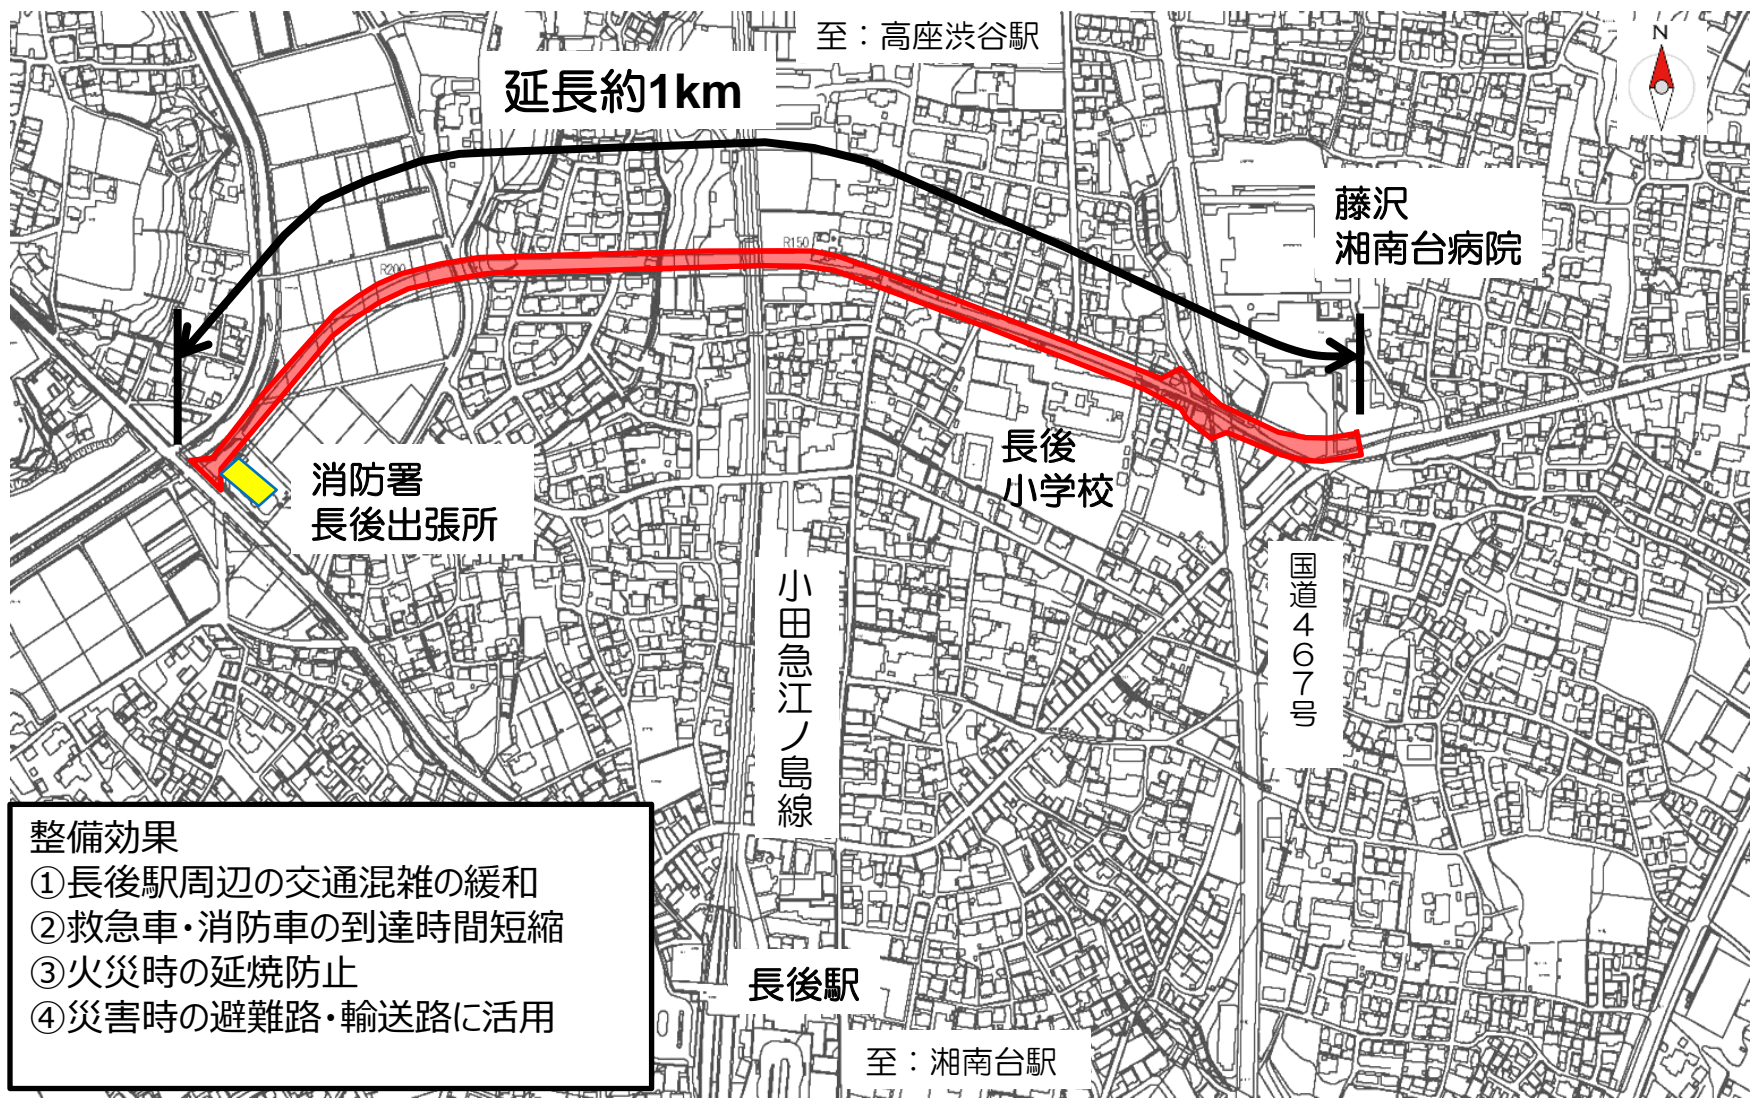 至：高座渋谷駅
N
延長約1km
藤沢
湘南台病院
R150
R200
長後
小学校
消防署
長後出張所
国道４６７号
小田急江ノ島線
整備効果
①長後駅周辺の交通混雑の緩和
②救急車・消防車の到達時間短縮
③火災時の延焼防止
④災害時の避難路・輸送路に活用
長後駅
至：湘南台駅